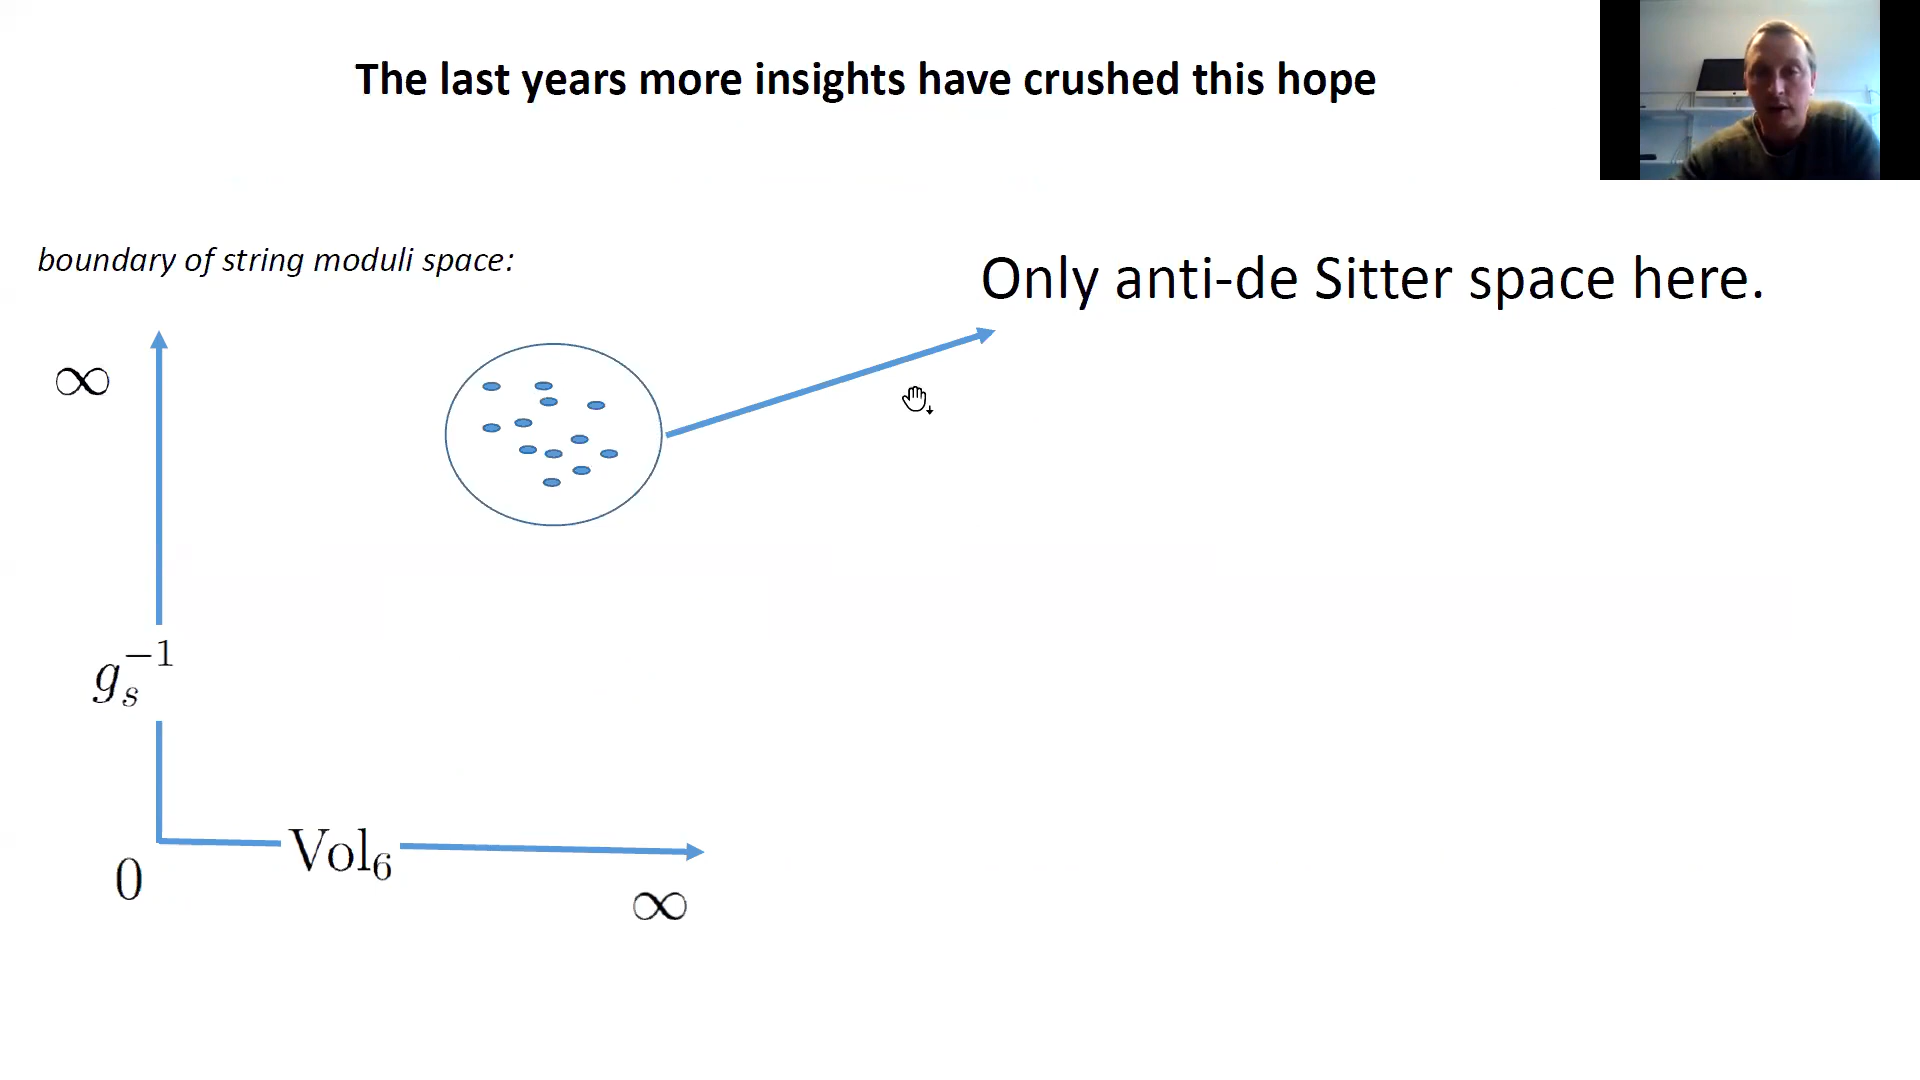 The last years more insights have crushed this hope
boundary of string moduli space:
Only anti-de Sitter space here.
∞
g_s^{-1}
Vol_6
0
∞